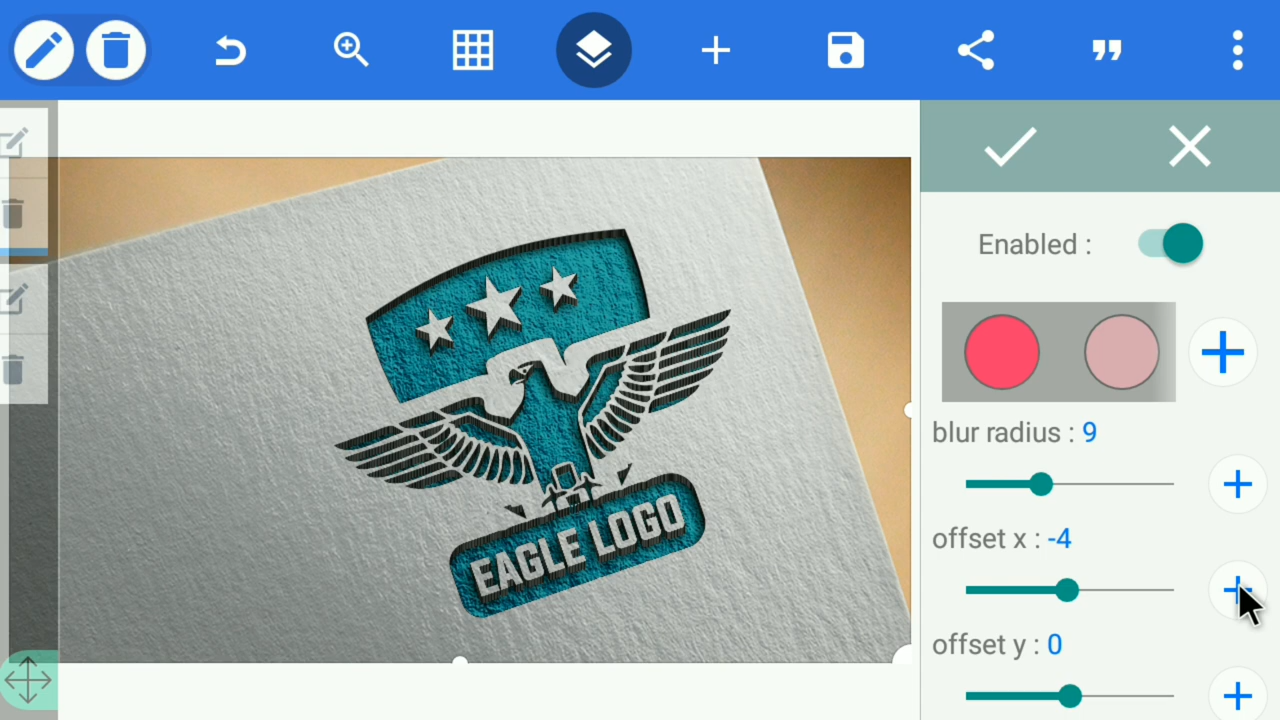 Enabled :
blur radius : 9
offset x : -4
offset y : 0
EAGLE LOGO